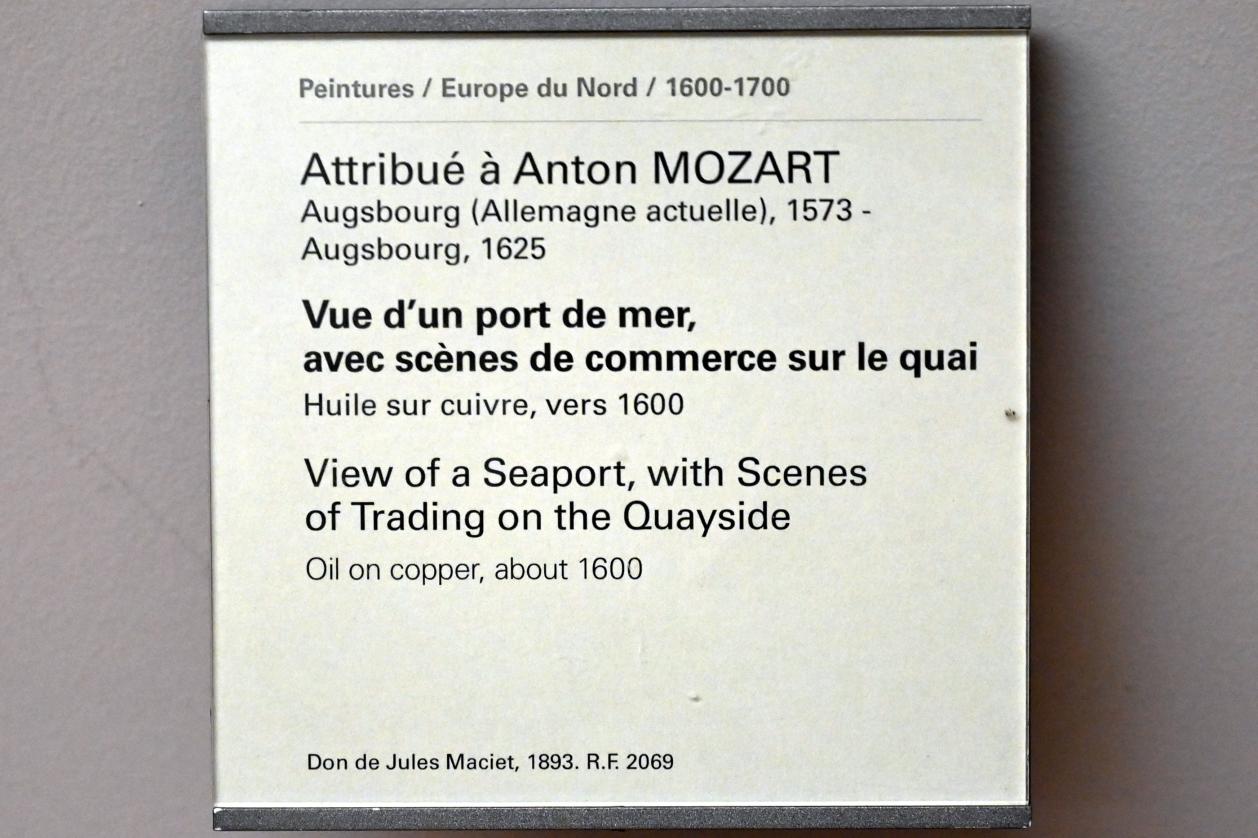 Peintures / Europe du Nord / 1600-1700
Attribué à Anton MOZART
Augsbourg (Allemagne actuelle), 1573 -
Augsbourg, 1625
Vue d’un port de mer,
avec scènes de commerce sur le quai
Huile sur cuivre, vers 1600
View of a Seaport, with Scenes
of Trading on the Quayside
Oil on copper, about 1600
Don de Jules Maciet, 1893. R.F. 2069